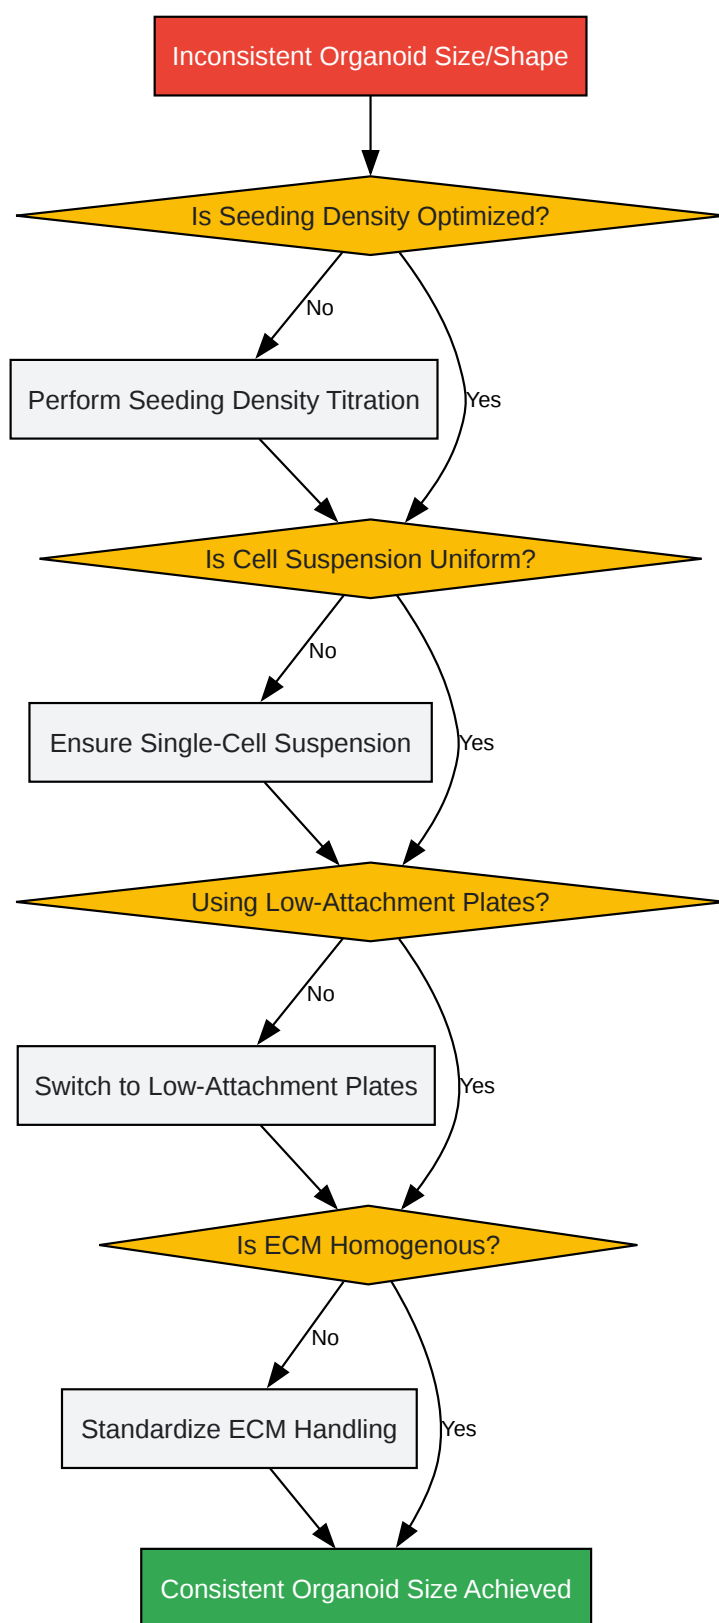 Inconsistent Organoid Size/Shape
Is Seeding Density Optimized?
No
Perform Seeding Density Titration
Yes
Is Cell Suspension Uniform?
No
Ensure Single-Cell Suspension
Yes
Using Low-Attachment Plates?
No
Switch to Low-Attachment Plates
Yes
Is ECM Homogenous?
No
Standardize ECM Handling
Yes
Consistent Organoid Size Achieved